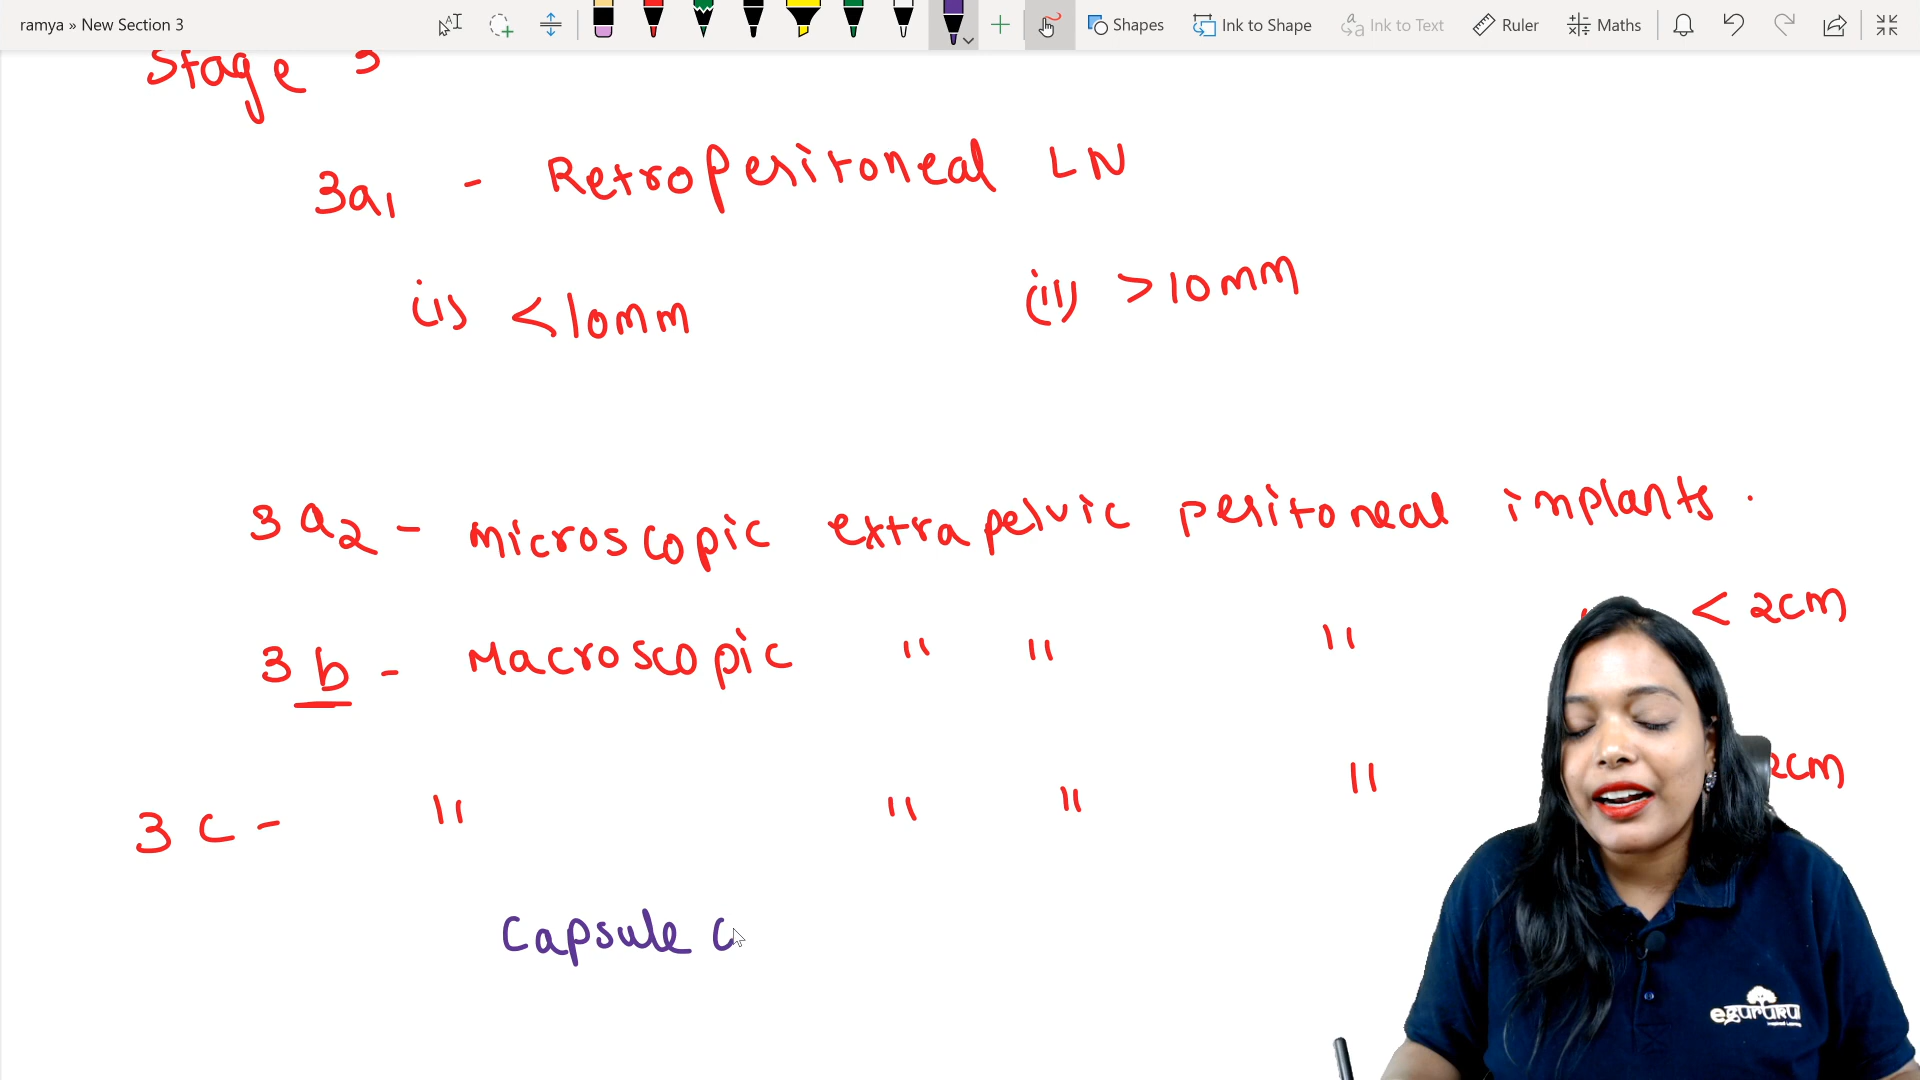 ramya » New Section 3
Shapes Ink to Shape Ink to Text Ruler Maths
Stage 3
3a1 - Retroperitoneal LN
(i) <10mm (ii) >10mm
3a2 - Microscopic extrapelvic peritoneal implants.
3b - Macroscopic " " " < 2cm
3c - " " " " 2cm
Capsule
egurukul